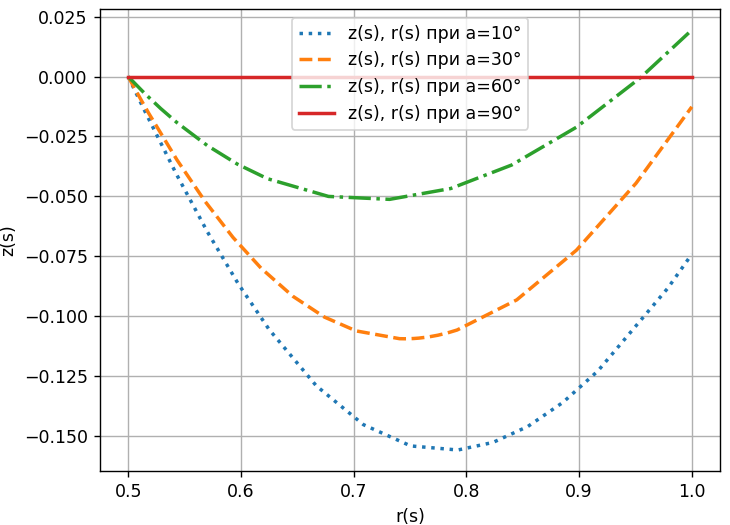 0.025
0.000
−0.025
−0.050
−0.075
−0.100
−0.125
−0.150
z(s)
z(s), r(s) при a=10°
z(s), r(s) при a=30°
z(s), r(s) при a=60°
z(s), r(s) при a=90°
0.5 0.6 0.7 0.8 0.9 1.0
r(s)